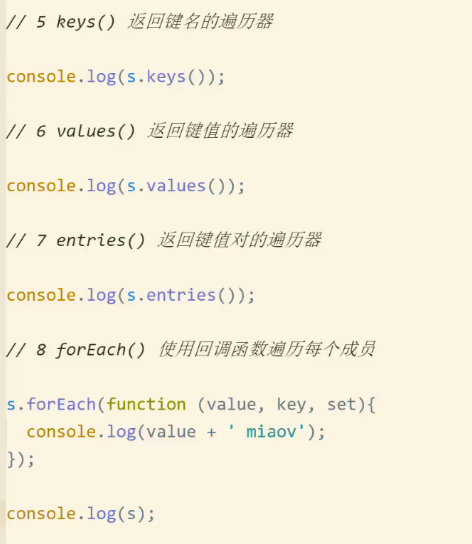 // 5 keys() 返回键名的遍历器
console.log(s.keys());
// 6 values() 返回键值的遍历器
console.log(s.values());
// 7 entries() 返回键值对的遍历器
console.log(s.entries());
// 8 forEach() 使用回调函数遍历每个成员
s.forEach(function (value, key, set){
  console.log(value + ' miaov');
});
console.log(s);